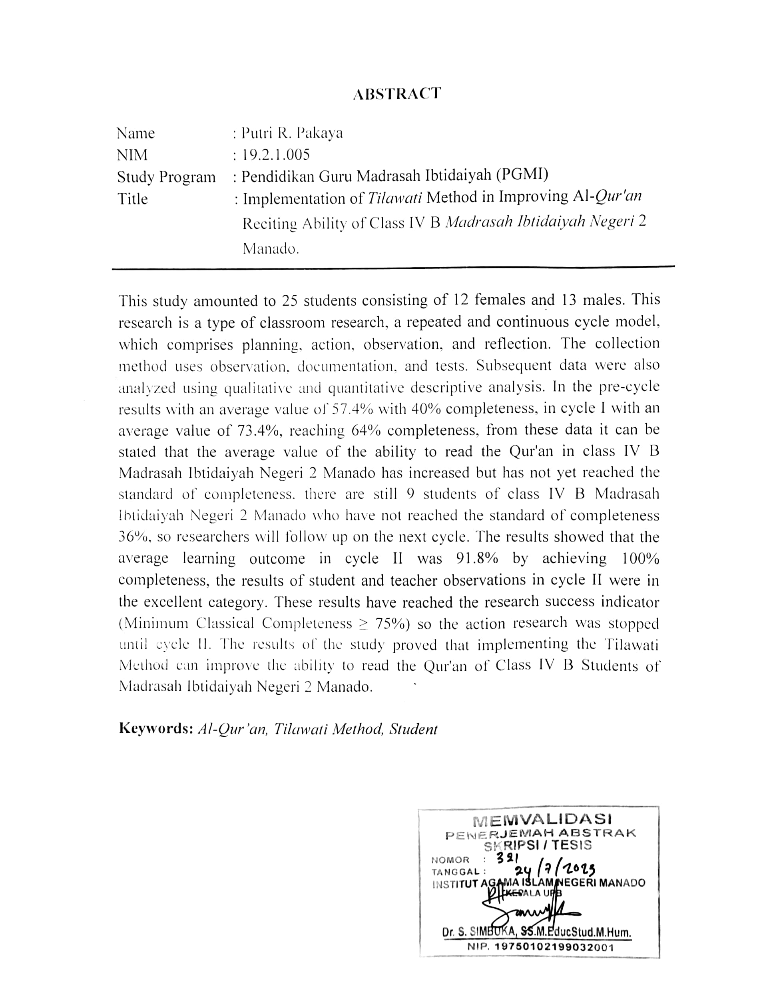 ABSTRACT
Name : Putri R. Pakaya
NIM : 19.2.1.005
Study Program : Pendidikan Guru Madrasah Ibtidaiyah (PGMI)
Title : Implementation of Tilawati Method in Improving Al-Qur'an
Reciting Ability of Class IV B Madrasah Ibtidaiyah Negeri 2
Manado.
This study amounted to 25 students consisting of 12 females and 13 males. This
research is a type of classroom research, a repeated and continuous cycle model,
which comprises planning, action, observation, and reflection. The collection
method uses observation, documentation, and tests. Subsequent data were also
analyzed using qualitative and quantitative descriptive analysis. In the pre-cycle
results with an average value of 57.4% with 40% completeness, in cycle I with an
average value of 73.4%, reaching 64% completeness, from these data it can be
stated that the average value of the ability to read the Qur'an in class IV B
Madrasah Ibtidaiyah Negeri 2 Manado has increased but has not yet reached the
standard of completeness. there are still 9 students of class IV B Madrasah
Ibtidaiyah Negeri 2 Manado who have not reached the standard of completeness
36%, so researchers will follow up on the next cycle. The results showed that the
average learning outcome in cycle II was 91.8% by achieving 100%
completeness, the results of student and teacher observations in cycle II were in
the excellent category. These results have reached the research success indicator
(Minimum Classical Completeness ≥ 75%) so the action research was stopped
until cycle II. The results of the study proved that implementing the Tilawati
Method can improve the ability to read the Qur'an of Class IV B Students of
Madrasah Ibtidaiyah Negeri 2 Manado.
Keywords: Al-Qur'an, Tilawati Method, Student
MEMVALIDASI
PENERJEMAH ABSTRAK
SKRIPSI / TESIS
NOMOR : 321
TANGGAL : 24/7/2023
INSTITUT AGAMA ISLAM NEGERI MANADO
KEPALA UPB
Dr. S. SIMBUKA, SS.M.EducStud.M.Hum.
NIP. 19750102199032001